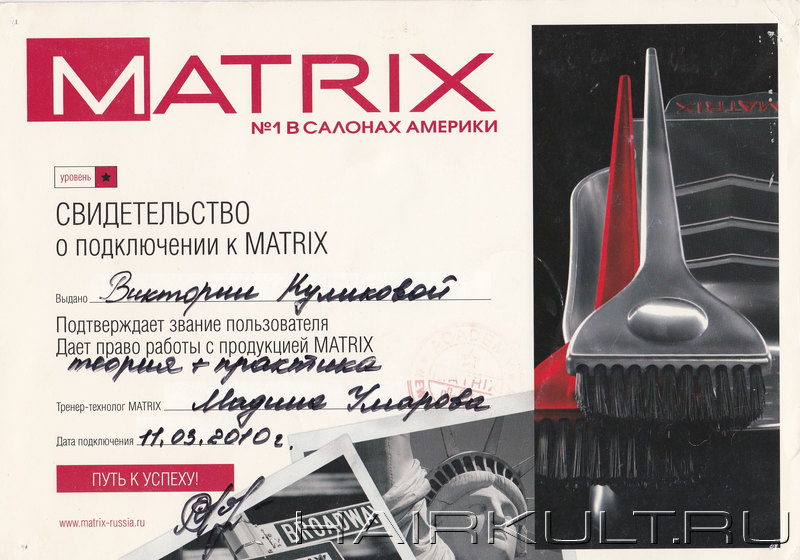 MATRIX
№1 В САЛОНАХ АМЕРИКИ
MATRIX
уровень ★
СВИДЕТЕЛЬСТВО
о подключении к MATRIX
Выдано Виктории Куликовой
Подтверждает звание пользователя
Дает право работы с продукцией MATRIX
теория + практика
Тренер-технолог MATRIX Мадина Умарова
Дата подключения 11.03.2010г.
ПУТЬ К УСПЕХУ!
www.matrix-russia.ru
BROADWAY
HAIRKULT.RU